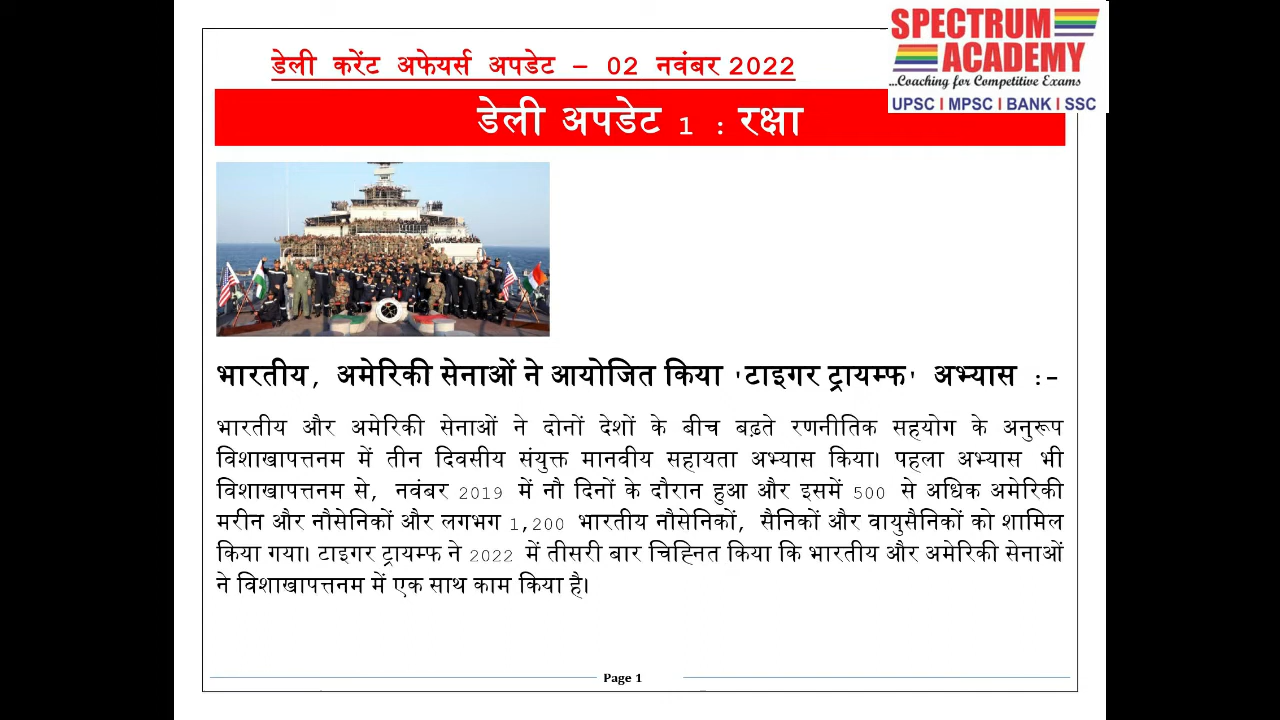 SPECTRUM
ACADEMY
...Coaching for Competitive Exams
UPSC | MPSC | BANK | SSC
डेली करेंट अफेयर्स अपडेट – 02 नवंबर 2022
डेली अपडेट 1 : रक्षा
भारतीय, अमेरिकी सेनाओं ने आयोजित किया 'टाइगर ट्रायम्फ' अभ्यास :-
भारतीय और अमेरिकी सेनाओं ने दोनों देशों के बीच बढ़ते रणनीतिक सहयोग के अनुरूप
विशाखापत्तनम में तीन दिवसीय संयुक्त मानवीय सहायता अभ्यास किया। पहला अभ्यास भी
विशाखापत्तनम से, नवंबर 2019 में नौ दिनों के दौरान हुआ और इसमें 500 से अधिक अमेरिकी
मरीन और नौसेनिकों और लगभग 1,200 भारतीय नौसेनिकों, सैनिकों और वायुसैनिकों को शामिल
किया गया। टाइगर ट्रायम्फ ने 2022 में तीसरी बार चिह्नित किया कि भारतीय और अमेरिकी सेनाओं
ने विशाखापत्तनम में एक साथ काम किया है।
Page 1